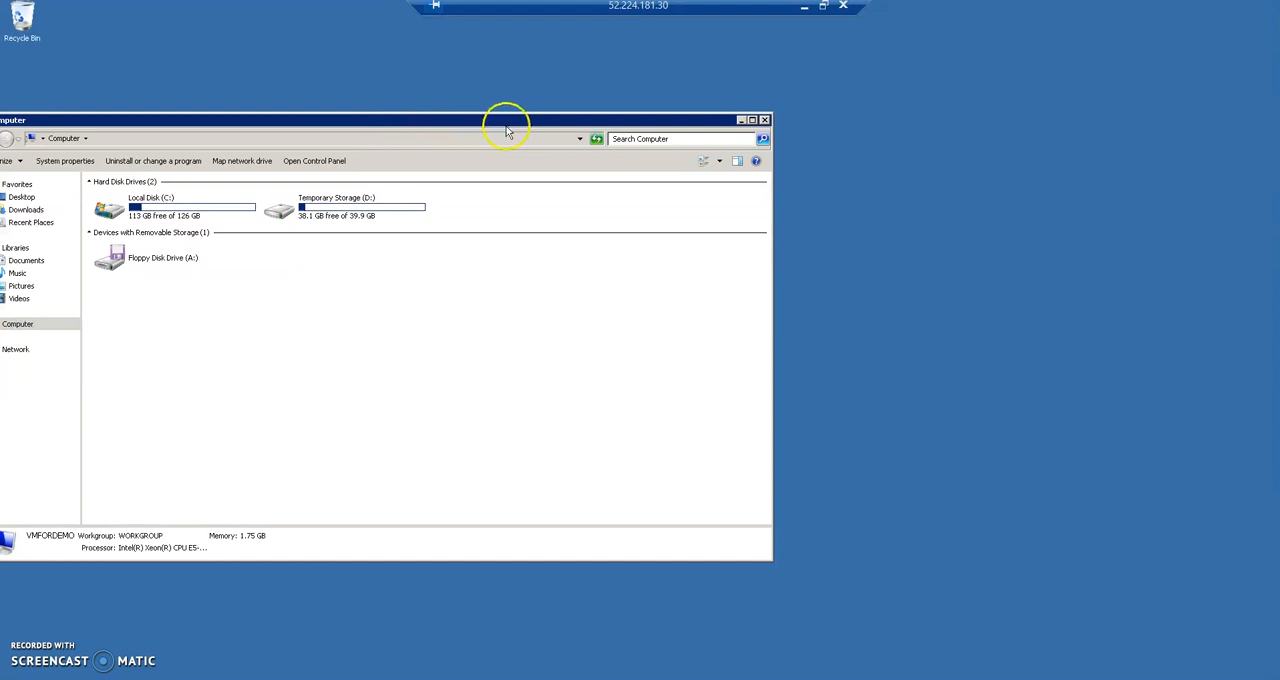 52.224.181.30
Recycle Bin
mputer
Computer
Search Computer
nize
System properties
Uninstall or change a program
Map network drive
Open Control Panel
Favorites
Desktop
Downloads
Recent Places
Libraries
Documents
Music
Pictures
Videos
Computer
Network
Hard Disk Drives (2)
Local Disk (C:)
113 GB free of 126 GB
Temporary Storage (D:)
38.1 GB free of 39.9 GB
Devices with Removable Storage (1)
Floppy Disk Drive (A:)
VMFORDEMO Workgroup: WORKGROUP Memory: 1.75 GB
Processor: Intel(R) Xeon(R) CPU E5-...
RECORDED WITH
SCREENCAST MATIC